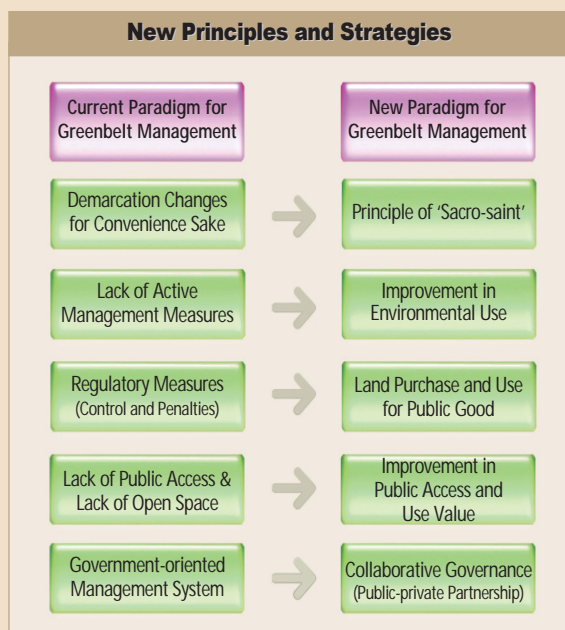 New Principles and Strategies
Current Paradigm for
Greenbelt Management
New Paradigm for
Greenbelt Management
Demarcation Changes
for Convenience Sake
Principle of 'Sacro-saint'
Lack of Active
Management Measures
Improvement in
Environmental Use
Regulatory Measures
(Control and Penalties)
Land Purchase and Use
for Public Good
Lack of Public Access &
Lack of Open Space
Improvement in
Public Access and
Use Value
Government-oriented
Management System
Collaborative Governance
(Public-private Partnership)